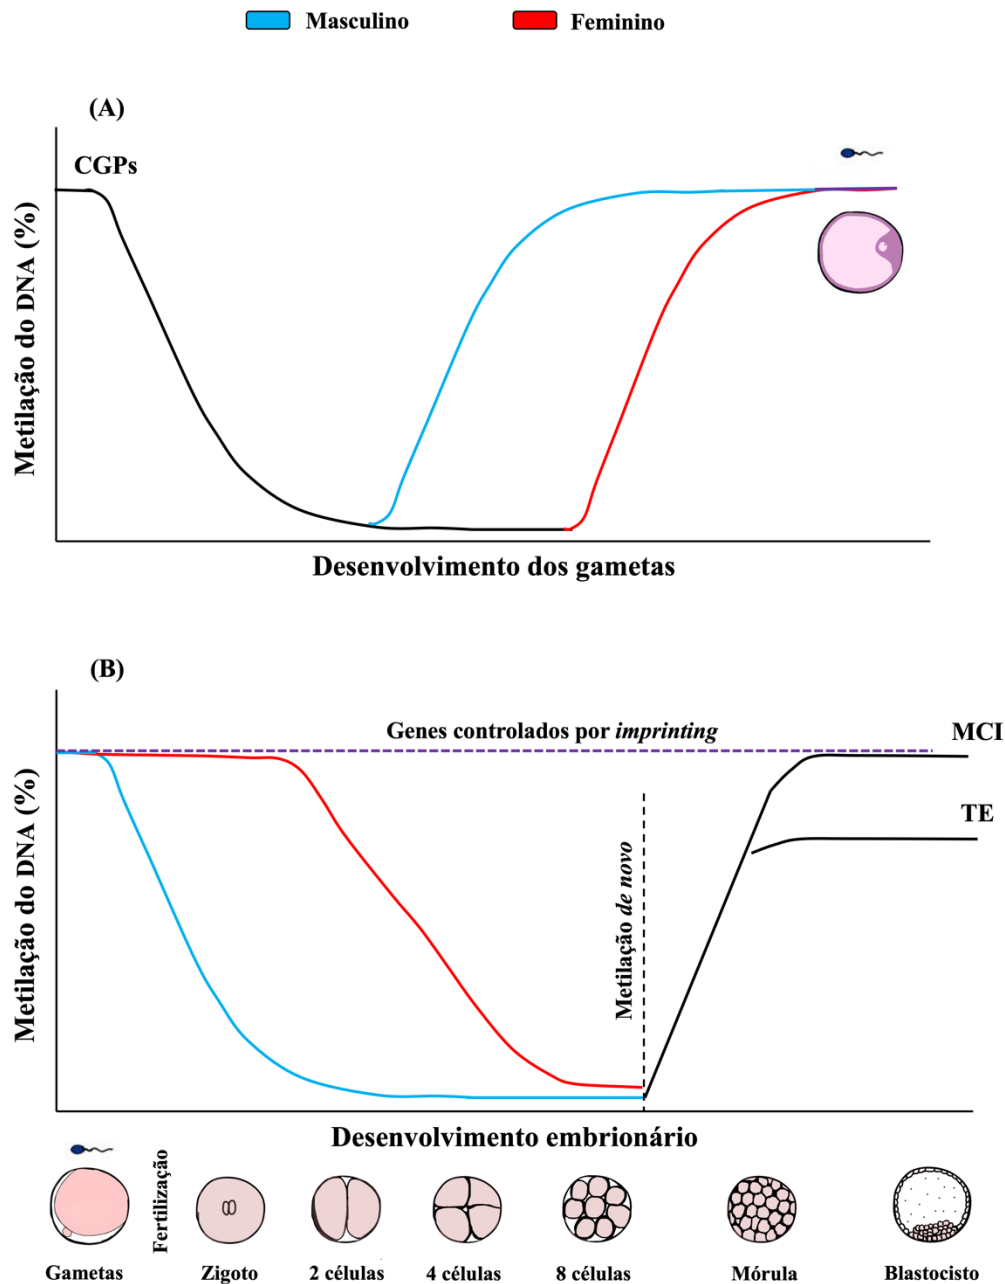 Masculino
Feminino
(A)
CGPs
Metilação do DNA (%)
Desenvolvimento dos gametas
(B)
Genes controlados por imprinting
MCI
TE
Metilação do DNA (%)
Metilação de novo
Desenvolvimento embrionário
Fertilização
Gametas
Zigoto
2 células
4 células
8 células
Mórula
Blastocisto